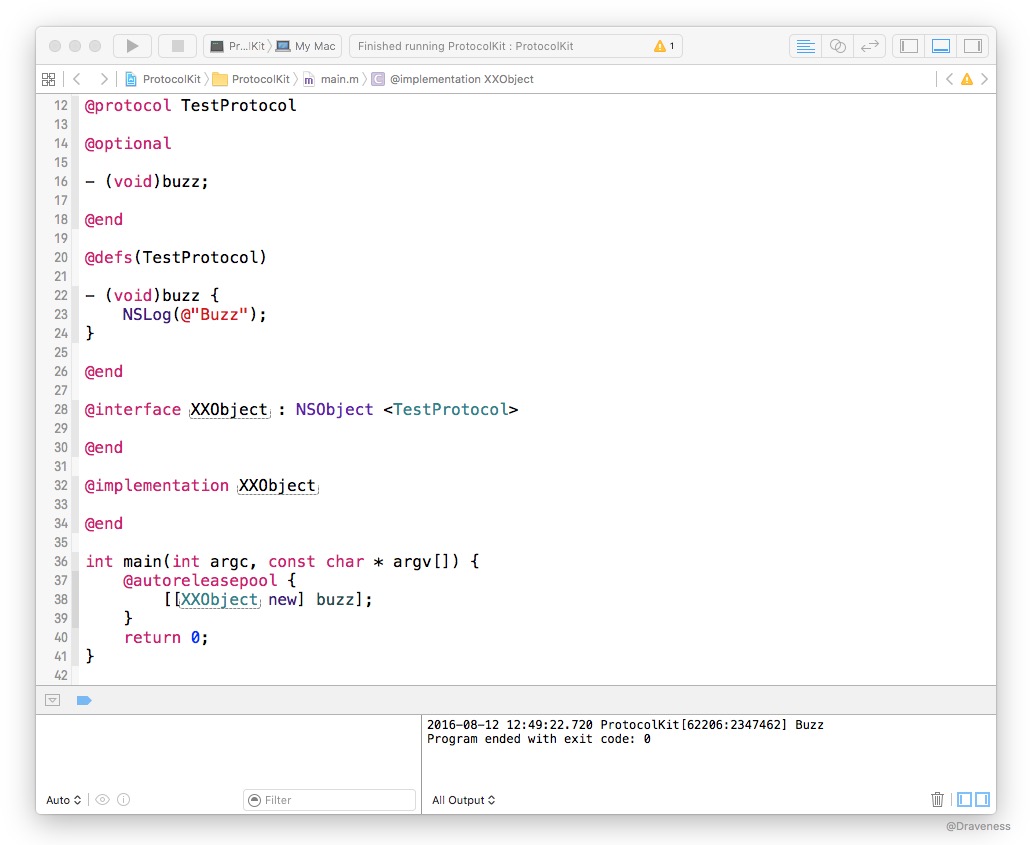 Pr...lKit My Mac Finished running ProtocolKit : ProtocolKit 1
ProtocolKit ProtocolKit m main.m C @implementation XXObject
12 @protocol TestProtocol
13
14 @optional
15
16 - (void)buzz;
17
18 @end
19
20 @defs(TestProtocol)
21
22 - (void)buzz {
23 NSLog(@"Buzz");
24 }
25
26 @end
27
28 @interface XXObject : NSObject <TestProtocol>
29
30 @end
31
32 @implementation XXObject
33
34 @end
35
36 int main(int argc, const char * argv[]) {
37 @autoreleasepool {
38 [[XXObject new] buzz];
39 }
40 return 0;
41 }
42
2016-08-12 12:49:22.720 ProtocolKit[62206:2347462] Buzz
Program ended with exit code: 0
Auto Filter All Output
@Draveness